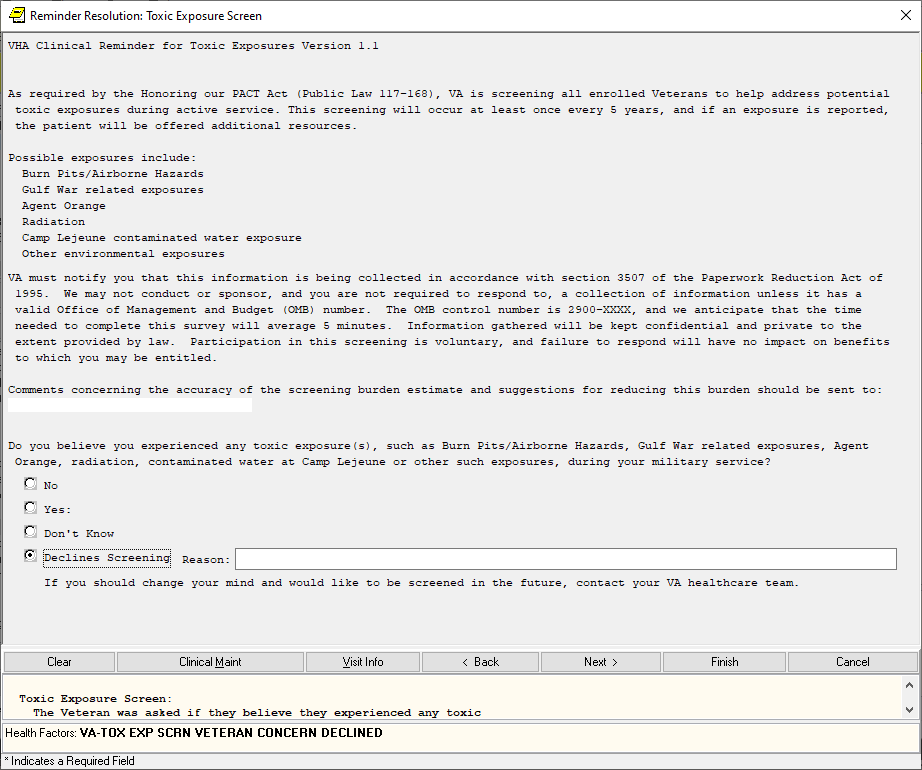 Reminder Resolution: Toxic Exposure Screen
VHA Clinical Reminder for Toxic Exposures Version 1.1
As required by the Honoring our PACT Act (Public Law 117-168), VA is screening all enrolled Veterans to help address potential
toxic exposures during active service. This screening will occur at least once every 5 years, and if an exposure is reported,
the patient will be offered additional resources.
Possible exposures include:
Burn Pits/Airborne Hazards
Gulf War related exposures
Agent Orange
Radiation
Camp Lejeune contaminated water exposure
Other environmental exposures
VA must notify you that this information is being collected in accordance with section 3507 of the Paperwork Reduction Act of
1995.  We may not conduct or sponsor, and you are not required to respond to, a collection of information unless it has a
valid Office of Management and Budget (OMB) number.  The OMB control number is 2900-XXXX, and we anticipate that the time
needed to complete this survey will average 5 minutes.  Information gathered will be kept confidential and private to the
extent provided by law.  Participation in this screening is voluntary, and failure to respond will have no impact on benefits
to which you may be entitled.
Comments concerning the accuracy of the screening burden estimate and suggestions for reducing this burden should be sent to:
Do you believe you experienced any toxic exposure(s), such as Burn Pits/Airborne Hazards, Gulf War related exposures, Agent
Orange, radiation, contaminated water at Camp Lejeune or other such exposures, during your military service?
No
Yes:
Don't Know
Declines Screening Reason:
If you should change your mind and would like to be screened in the future, contact your VA healthcare team.
Clear Clinical Maint Visit Info < Back Next > Finish Cancel
Toxic Exposure Screen:
The Veteran was asked if they believe they experienced any toxic
Health Factors: VA-TOX EXP SCRN VETERAN CONCERN DECLINED
* Indicates a Required Field